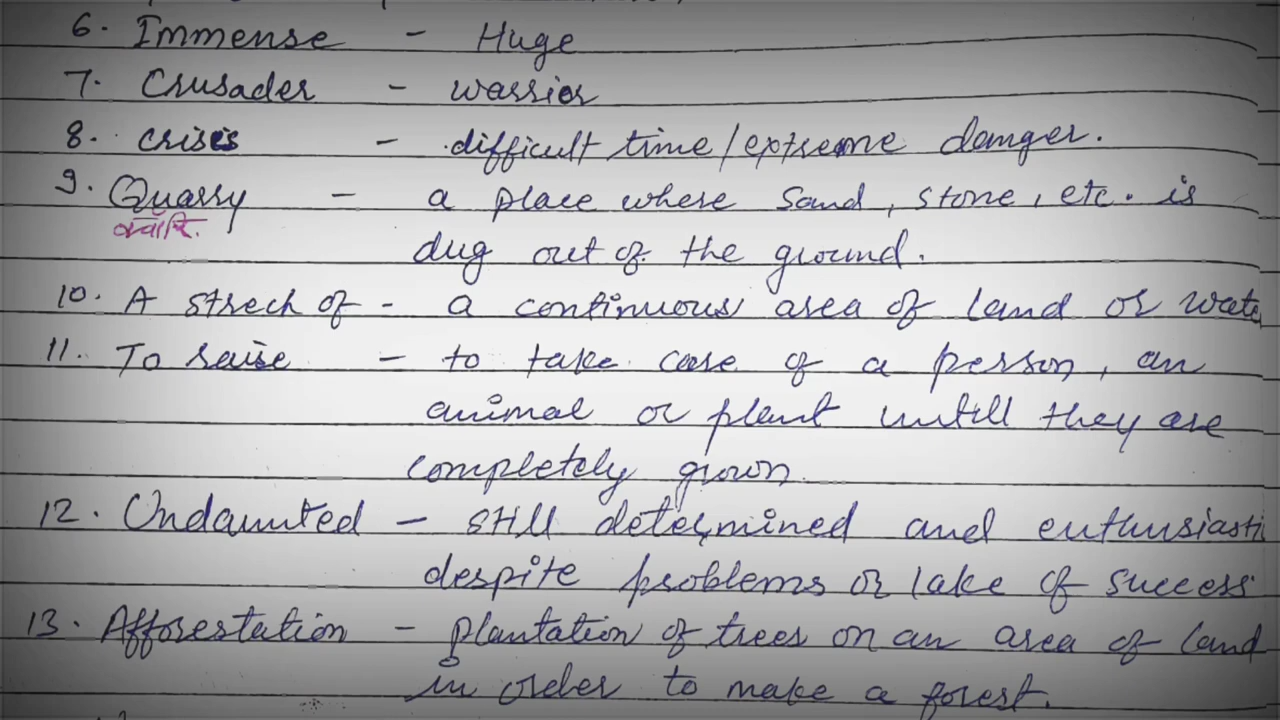 6. Immense - Huge
7. Crusader - warrior
8. crisis - difficult time/extreme danger.
9. Quarry - a place where sand, stone, etc. is
क्वारि.
dug out of the ground.
10. A strech of - a continuous area of land or wate
11. To raise - to take care of a person, an
animal or plant untill they are
completely grown.
12. Undaunted - still determined and enthusiasti
despite problems or lake of success
13. Afforestation - plantation of trees on an area of land
in order to make a forest.